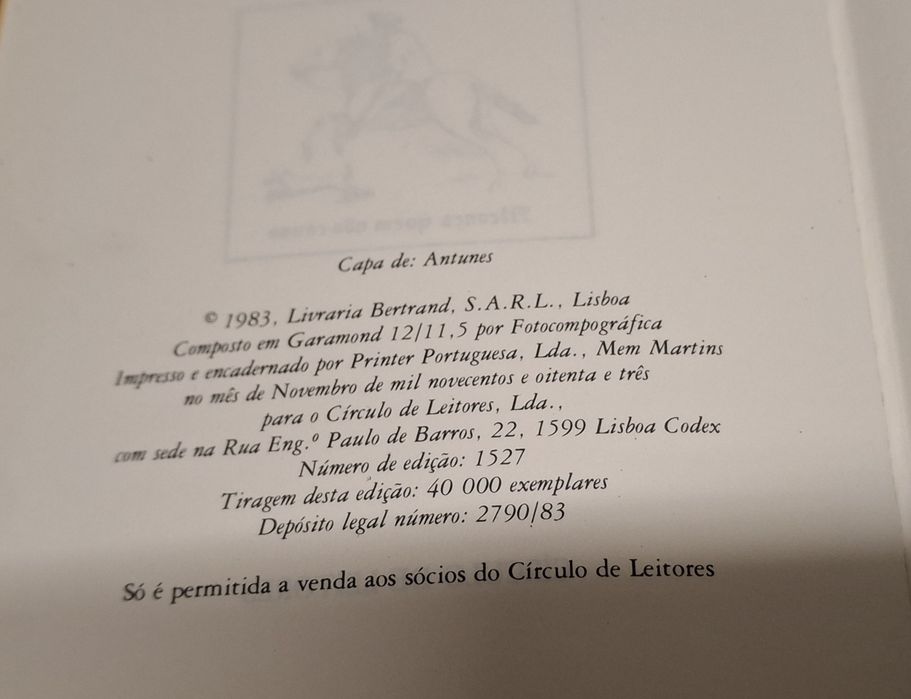 Capa de: Antunes
© 1983, Livraria Bertrand, S.A.R.L., Lisboa
Composto em Garamond 12/11,5 por Fotocompográfica
Impresso e encadernado por Printer Portuguesa, Lda., Mem Martins
no mês de Novembro de mil novecentos e oitenta e três
para o Círculo de Leitores, Lda.,
com sede na Rua Eng.º Paulo de Barros, 22, 1599 Lisboa Codex
Número de edição: 1527
Tiragem desta edição: 40 000 exemplares
Depósito legal número: 2790/83
Só é permitida a venda aos sócios do Círculo de Leitores